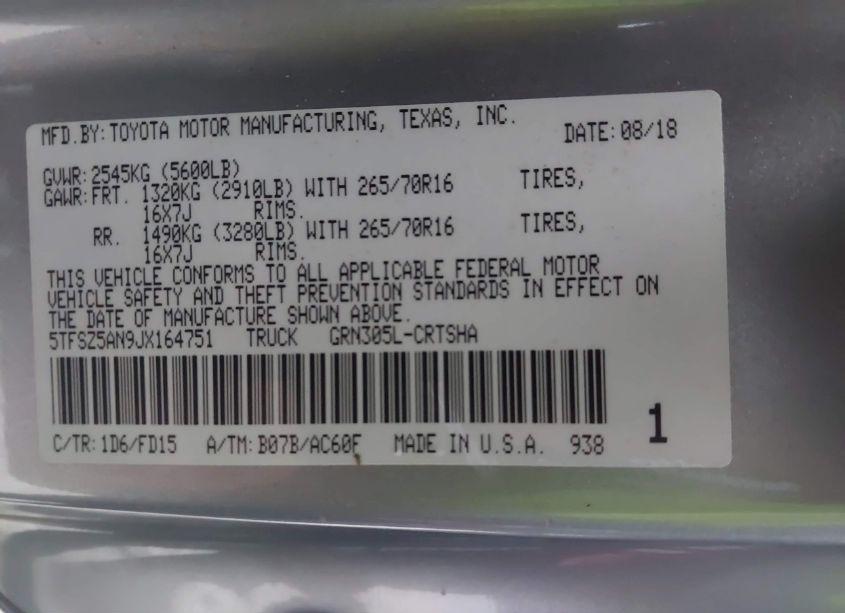 MFD.BY: TOYOTA MOTOR MANUFACTURING, TEXAS, INC. DATE: 08/18
GVWR: 2545KG (5600LB)
GAWR: FRT. 1320KG (2910LB) WITH 265/70R16 TIRES,
16X7J RIMS.
RR. 1490KG (3280LB) WITH 265/70R16 TIRES,
16X7J RIMS.
THIS VEHICLE CONFORMS TO ALL APPLICABLE FEDERAL MOTOR
VEHICLE SAFETY AND THEFT PREVENTION STANDARDS IN EFFECT ON
THE DATE OF MANUFACTURE SHOWN ABOVE.
5TFSZ5AN9JX164751 TRUCK GRN305L-CRTSHA
C/TR: 1D6/FD15 A/TM: B07B/AC60F MADE IN U.S.A. 938 1